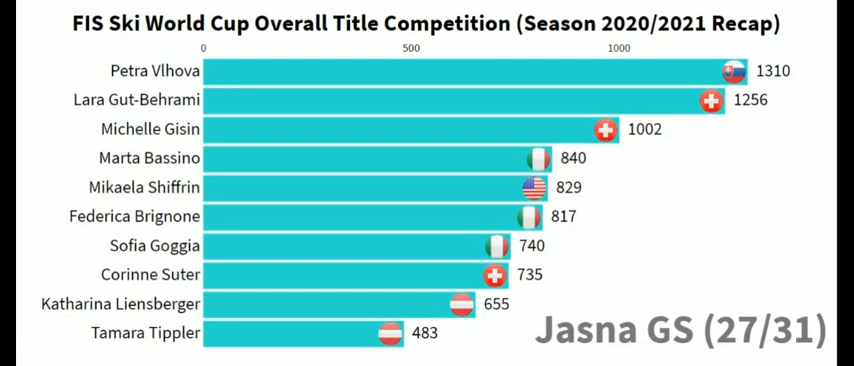 FIS Ski World Cup Overall Title Competition (Season 2020/2021 Recap)
0 500 1000
Petra Vlhova 1310
Lara Gut-Behrami 1256
Michelle Gisin 1002
Marta Bassino 840
Mikaela Shiffrin 829
Federica Brignone 817
Sofia Goggia 740
Corinne Suter 735
Katharina Liensberger 655
Tamara Tippler 483
Jasna GS (27/31)